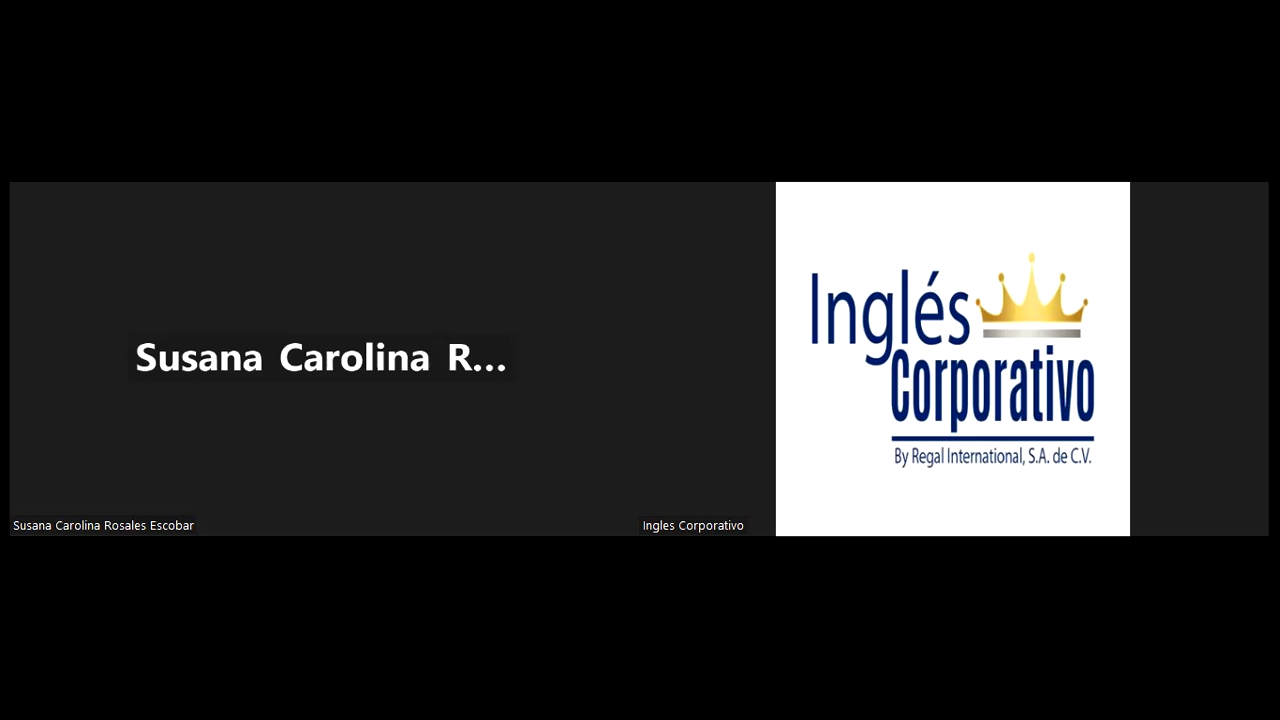 Susana Carolina R...
Susana Carolina Rosales Escobar
Inglés
Corporativo
By Regal International, S.A. de C.V.
Ingles Corporativo